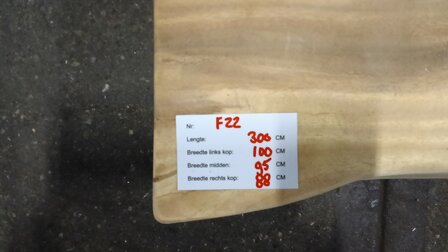 Nr: F22
Lengte: 300 CM
Breedte links kop: 100 CM
Breedte midden: 95 CM
Breedte rechts kop: 88 CM